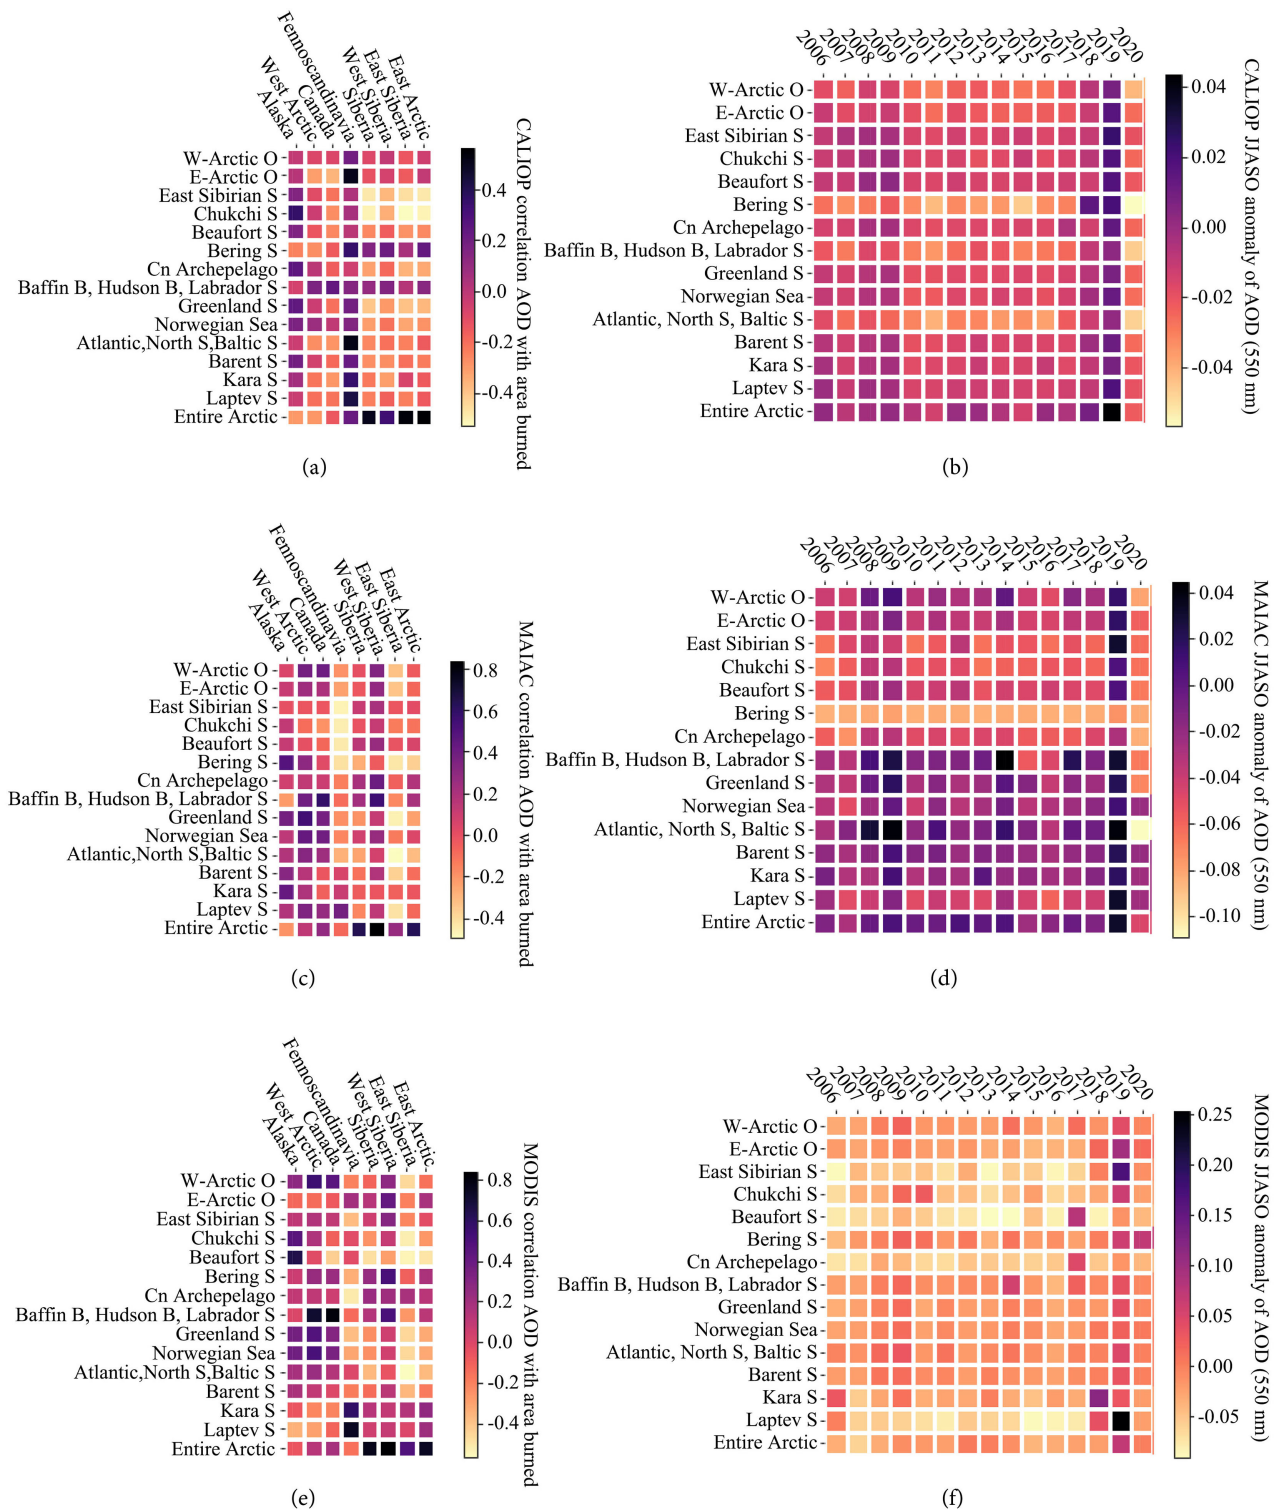 Alaska
West Arctic
Canada
Fennoscandinavia
Siberia
West Siberia
East Siberia
East Arctic
W-Arctic O
E-Arctic O
East Sibirian S
Chukchi S
Beaufort S
Bering S
Cn Archepelago
Baffin B, Hudson B, Labrador S
Greenland S
Norwegian Sea
Atlantic,North S,Baltic S
Barent S
Kara S
Laptev S
Entire Arctic
0.4
0.2
0.0
-0.2
-0.4
CALIOP correlation AOD with area burned
(a)
2006
2007
2008
2009
2010
2011
2012
2013
2014
2015
2016
2017
2018
2019
2020
W-Arctic O
E-Arctic O
East Sibirian S
Chukchi S
Beaufort S
Bering S
Cn Archepelago
Baffin B, Hudson B, Labrador S
Greenland S
Norwegian Sea
Atlantic, North S, Baltic S
Barent S
Kara S
Laptev S
Entire Arctic
0.04
0.02
0.00
-0.02
-0.04
CALIOP JJASO anomaly of AOD (550 nm)
(b)
Alaska
West Arctic
Canada
Fennoscandinavia
Siberia
West Siberia
East Siberia
East Arctic
W-Arctic O
E-Arctic O
East Sibirian S
Chukchi S
Beaufort S
Bering S
Cn Archepelago
Baffin B, Hudson B, Labrador S
Greenland S
Norwegian Sea
Atlantic,North S,Baltic S
Barent S
Kara S
Laptev S
Entire Arctic
0.8
0.6
0.4
0.2
0.0
-0.2
-0.4
MAIAC correlation AOD with area burned
(c)
2006
2007
2008
2009
2010
2011
2012
2013
2014
2015
2016
2017
2018
2019
2020
W-Arctic O
E-Arctic O
East Sibirian S
Chukchi S
Beaufort S
Bering S
Cn Archepelago
Baffin B, Hudson B, Labrador S
Greenland S
Norwegian Sea
Atlantic, North S, Baltic S
Barent S
Kara S
Laptev S
Entire Arctic
0.04
0.02
0.00
-0.02
-0.04
-0.06
-0.08
-0.10
MAIAC JJASO anomaly of AOD (550 nm)
(d)
Alaska
West Arctic
Canada
Fennoscandinavia
Siberia
West Siberia
East Siberia
East Arctic
W-Arctic O
E-Arctic O
East Sibirian S
Chukchi S
Beaufort S
Bering S
Cn Archepelago
Baffin B, Hudson B, Labrador S
Greenland S
Norwegian Sea
Atlantic,North S,Baltic S
Barent S
Kara S
Laptev S
Entire Arctic
0.8
0.6
0.4
0.2
0.0
-0.2
-0.4
MODIS correlation AOD with area burned
(e)
2006
2007
2008
2009
2010
2011
2012
2013
2014
2015
2016
2017
2018
2019
2020
W-Arctic O
E-Arctic O
East Sibirian S
Chukchi S
Beaufort S
Bering S
Cn Archepelago
Baffin B, Hudson B, Labrador S
Greenland S
Norwegian Sea
Atlantic, North S, Baltic S
Barent S
Kara S
Laptev S
Entire Arctic
0.25
0.20
0.15
0.10
0.05
0.00
-0.05
MODIS JJASO anomaly of AOD (550 nm)
(f)